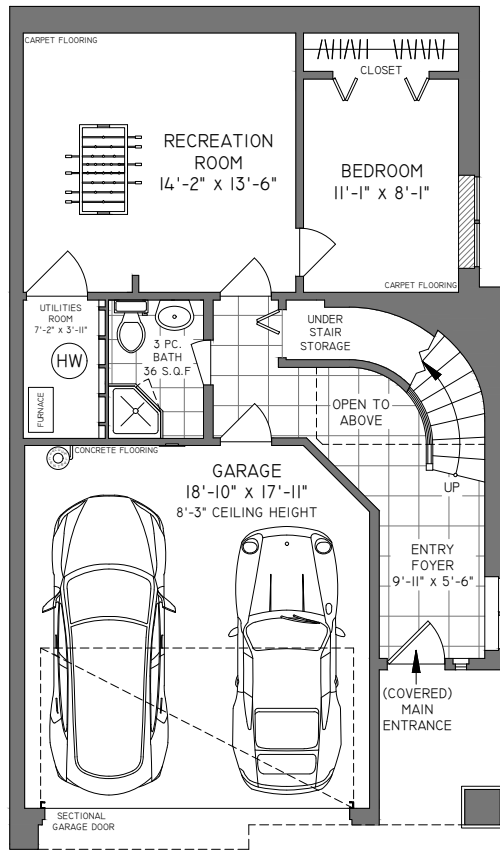 CARPET FLOORING
CLOSET
RECREATION
ROOM
14'-2" X 13'-6"
BEDROOM
11'-1" X 8'-1"
CARPET FLOORING
UTILITIES
ROOM
7'-2" X 3'-11"
HW
FURNACE
3 PC.
BATH
36 S.Q.F
UNDER
STAIR
STORAGE
OPEN TO
ABOVE
UP
CONCRETE FLOORING
GARAGE
18'-10" X 17'-11"
8'-3" CEILING HEIGHT
ENTRY
FOYER
9'-11" X 5'-6"
(COVERED)
MAIN
ENTRANCE
SECTIONAL
GARAGE DOOR